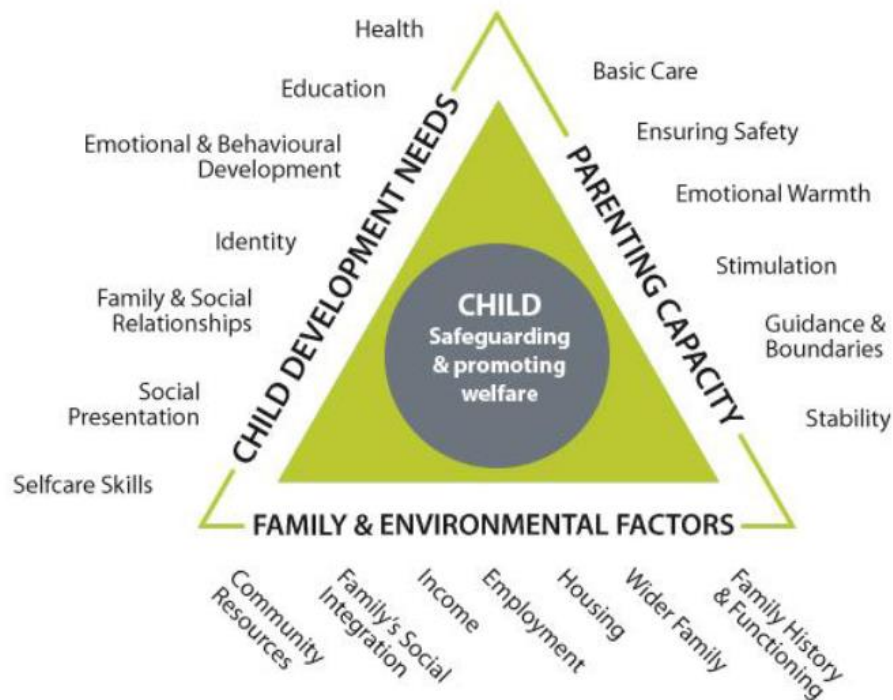 Health
Education
Emotional & Behavioural
Development
Identity
Family & Social
Relationships
Social
Presentation
Selfcare Skills
CHILD DEVELOPMENT NEEDS
Basic Care
Ensuring Safety
Emotional Warmth
Stimulation
Guidance &
Boundaries
Stability
PARENTING CAPACITY
CHILD
Safeguarding
& promoting
welfare
FAMILY & ENVIRONMENTAL FACTORS
Community
Resources
Family's Social
Integration
Income
Employment
Housing
Wider Family
Family History
& Functioning